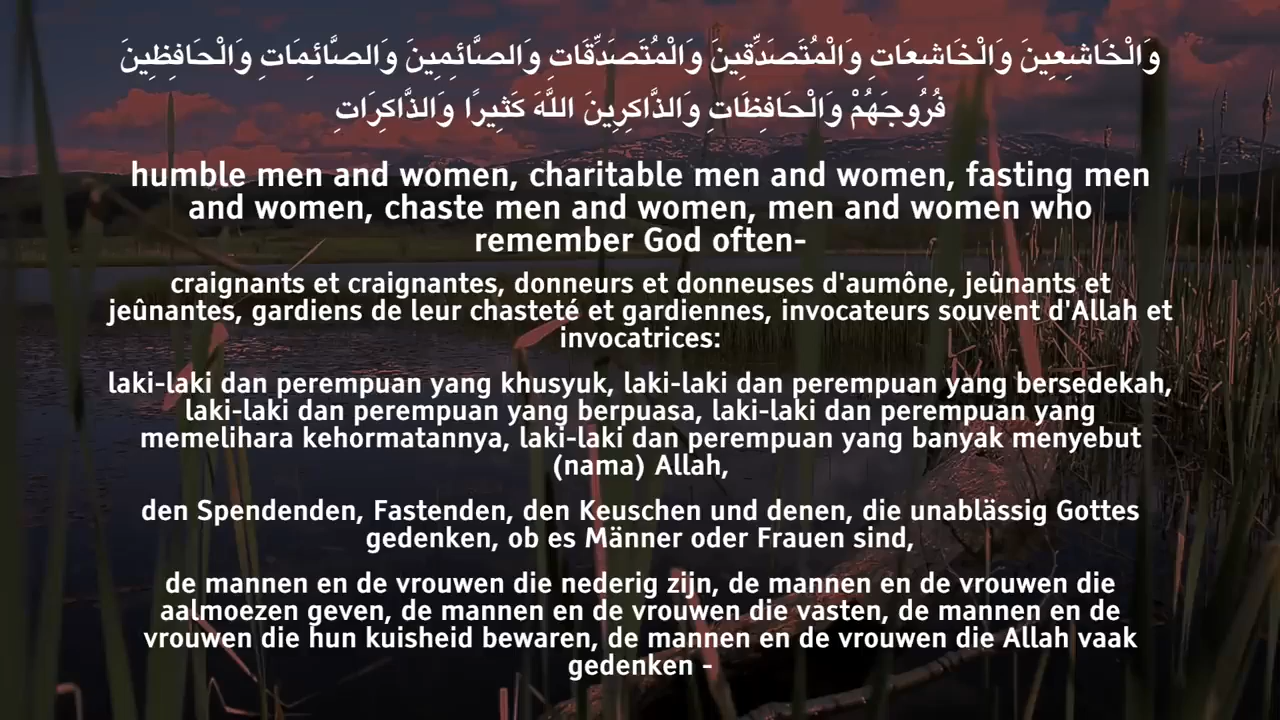 وَالْخَاشِعِينَ وَالْخَاشِعَاتِ وَالْمُتَصَدِّقِينَ وَالْمُتَصَدِّقَاتِ وَالصَّائِمِينَ وَالصَّائِمَاتِ وَالْحَافِظِينَ
فُرُوجَهُمْ وَالْحَافِظَاتِ وَالذَّاكِرِينَ اللَّهَ كَثِيرًا وَالذَّاكِرَاتِ
humble men and women, charitable men and women, fasting men
and women, chaste men and women, men and women who
remember God often-
craignants et craignantes, donneurs et donneuses d'aumône, jeûnants et
jeûnantes, gardiens de leur chasteté et gardiennes, invocateurs souvent d'Allah et
invocatrices:
laki-laki dan perempuan yang khusyuk, laki-laki dan perempuan yang bersedekah,
laki-laki dan perempuan yang berpuasa, laki-laki dan perempuan yang
memelihara kehormatannya, laki-laki dan perempuan yang banyak menyebut
(nama) Allah,
den Spendenden, Fastenden, den Keuschen und denen, die unablässig Gottes
gedenken, ob es Männer oder Frauen sind,
de mannen en de vrouwen die nederig zijn, de mannen en de vrouwen die
aalmoezen geven, de mannen en de vrouwen die vasten, de mannen en de
vrouwen die hun kuisheid bewaren, de mannen en de vrouwen die Allah vaak
gedenken -